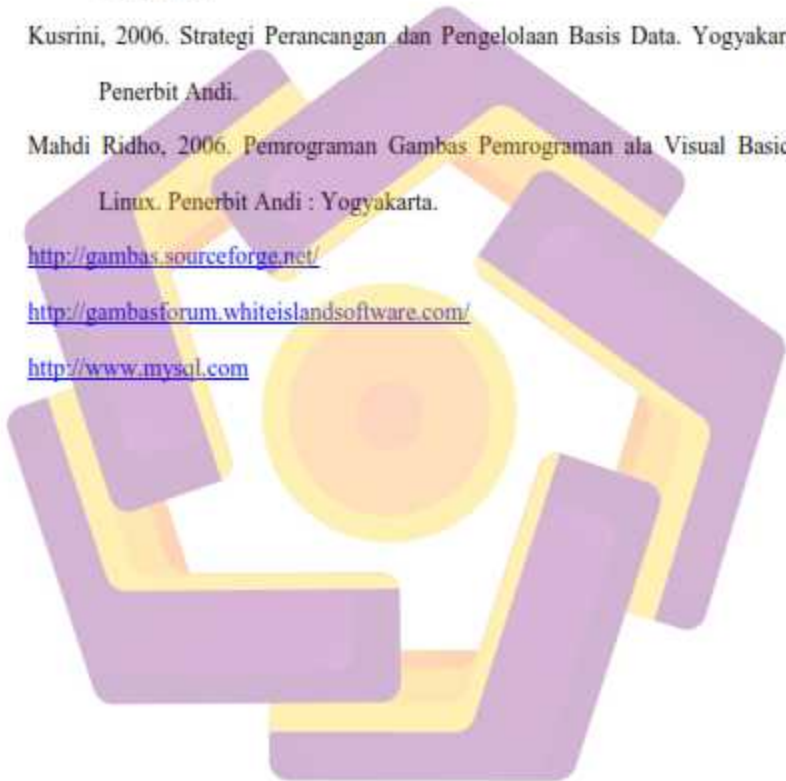 Kusrini, 2006. Strategi Perancangan dan Pengelolaan Basis Data. Yogyakar
Penerbit Andi.
Mahdi Ridho, 2006. Pemrograman Gambas Pemrograman ala Visual Basic
Linux. Penerbit Andi : Yogyakarta.
http://gambas.sourceforge.net/
http://gambasforum.whiteislandsoftware.com/
http://www.mysql.com